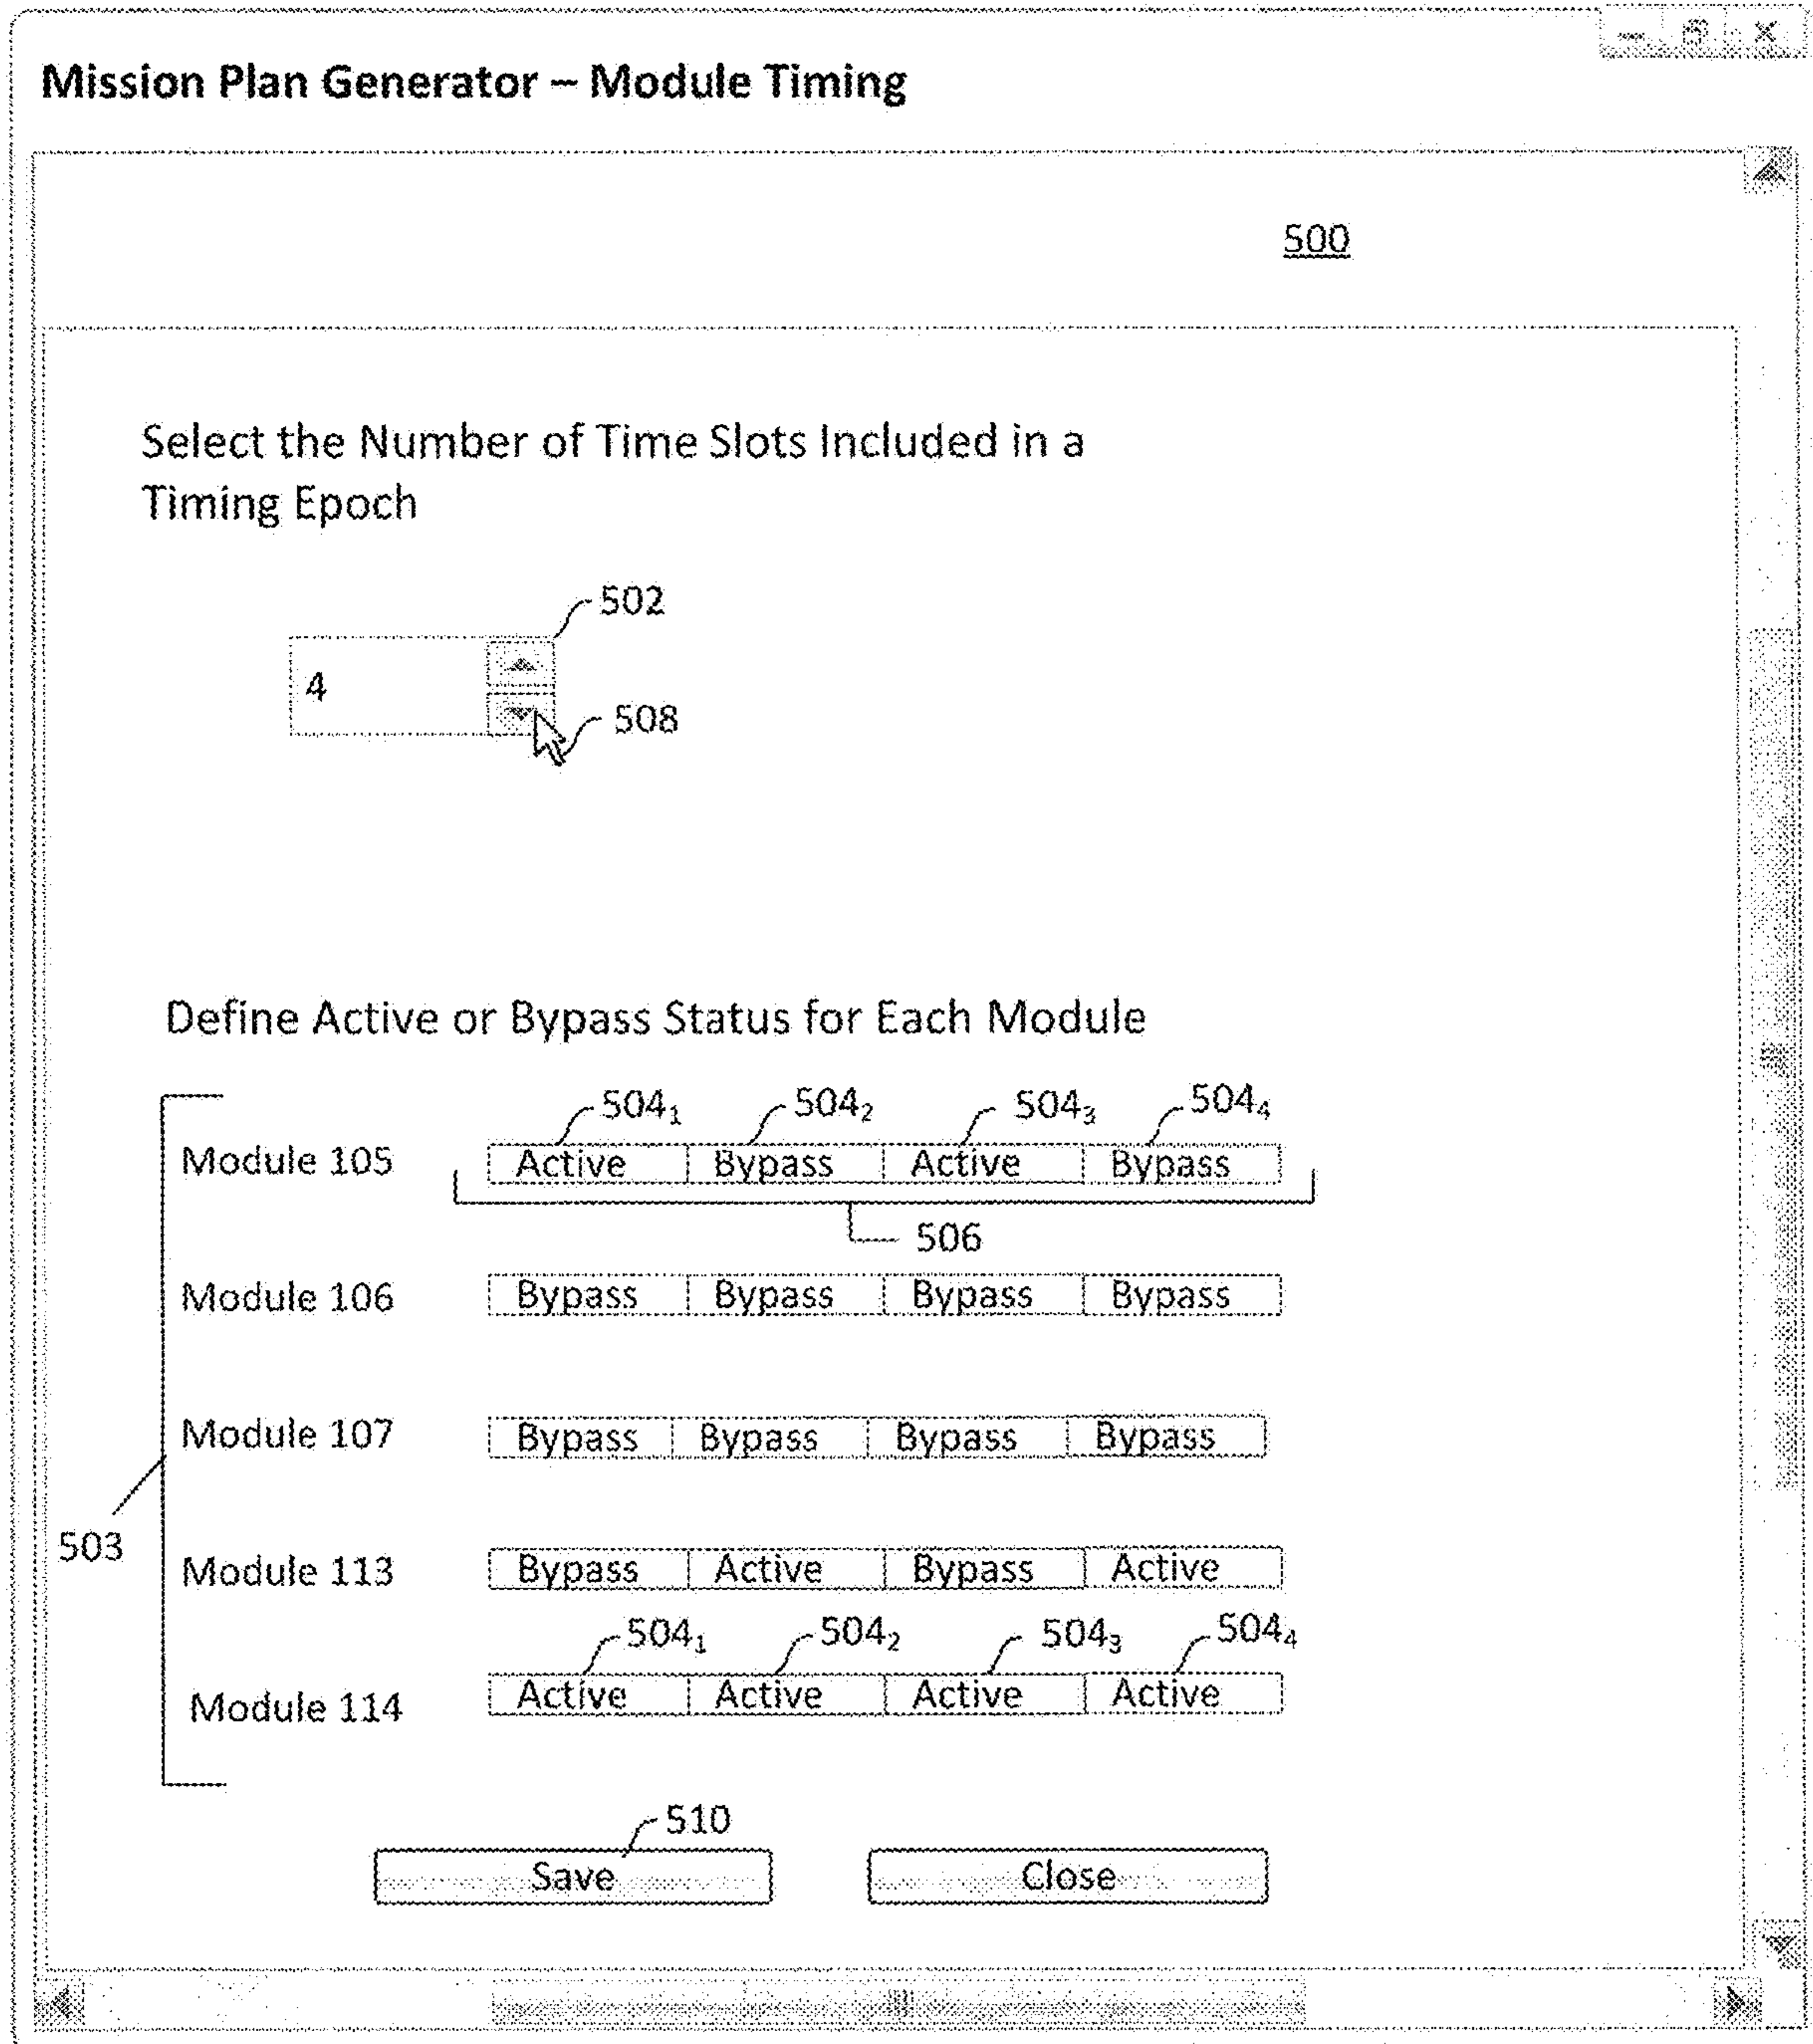 Mission Plan Generator – Module Timing
500
Select the Number of Time Slots Included in a
Timing Epoch
502
4
508
Define Active or Bypass Status for Each Module
504₁ 504₂ 504₃ 504₄
Module 105 Active Bypass Active Bypass
506
Module 106 Bypass Bypass Bypass Bypass
Module 107 Bypass Bypass Bypass Bypass
503
Module 113 Bypass Active Bypass Active
504₁ 504₂ 504₃ 504₄
Module 114 Active Active Active Active
510
Save Close